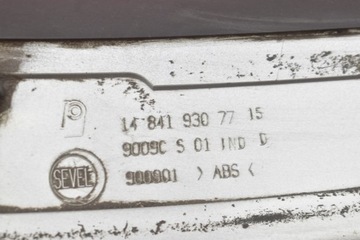 P
14 841 930 77 15
9009C S 01 IND D
900001 > ABS <
SEVEL